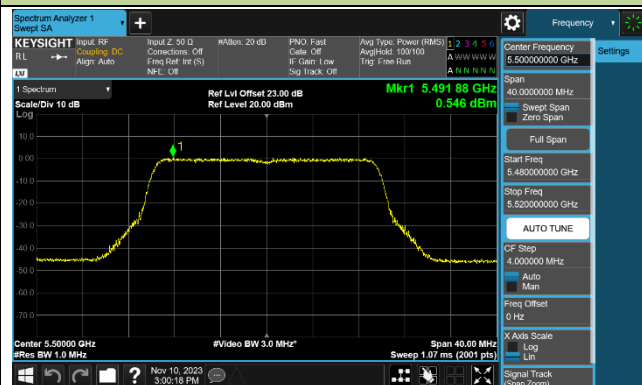 Spectrum Analyzer 1
Swept SA
Frequency
KEYSIGHT
Input: RF
Input Z: 50 Ω
#Atten: 20 dB
PNO: Fast
Avg Type: Power (RMS)
1 2 3 4 5 6
RL
Coupling: DC
Corrections: Off
Gate: Off
Avg|Hold: 100/100
A W W W W W
Align: Auto
Freq Ref: Int (S)
IF Gain: Low
Trig: Free Run
NFE: Off
Sig Track: Off
A N N N N N
LXI
Center Frequency
5.500000000 GHz
Settings
1 Spectrum
Ref Lvl Offset 23.00 dB
Mkr1 5.491 88 GHz
Scale/Div 10 dB
Ref Level 20.00 dBm
0.546 dBm
Log
Span
40.0000000 MHz
Swept Span
Zero Span
Full Span
Start Freq
5.480000000 GHz
Stop Freq
5.520000000 GHz
AUTO TUNE
CF Step
4.000000 MHz
Auto
Man
Freq Offset
0 Hz
X Axis Scale
Log
Lin
Signal Track
(Span Zoom)
10.0
1
0.00
-10.0
-20.0
-30.0
-40.0
-50.0
-60.0
-70.0
Center 5.50000 GHz
#Video BW 3.0 MHz*
Span 40.00 MHz
#Res BW 1.0 MHz
Sweep 1.07 ms (2001 pts)
Nov 10, 2023
3:00:18 PM